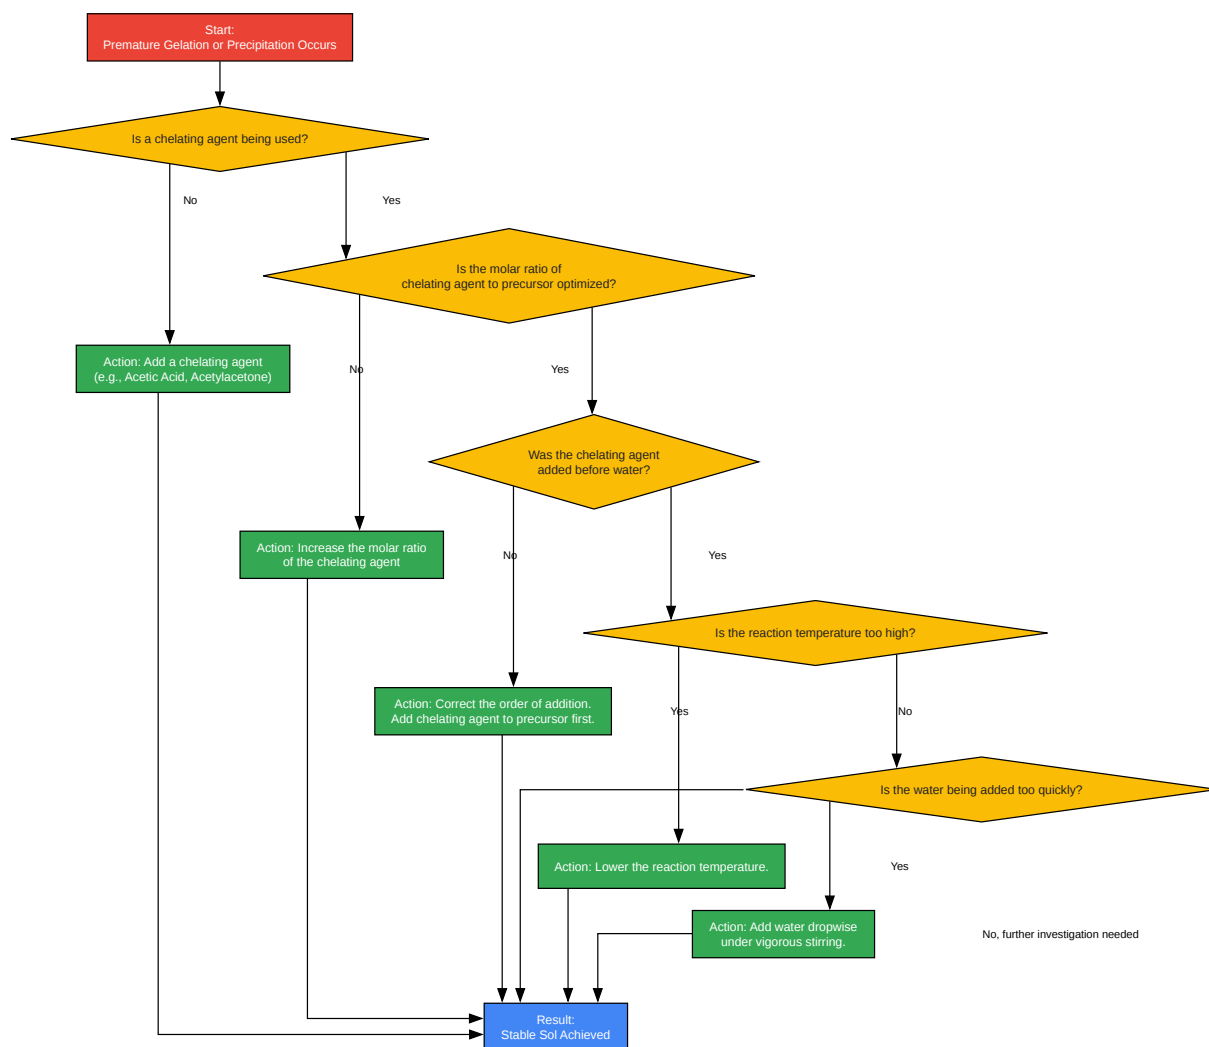 Start:
Premature Gelation or Precipitation Occurs
Is a chelating agent being used?
No
Yes
Is the molar ratio of
chelating agent to precursor optimized?
Action: Add a chelating agent
(e.g., Acetic Acid, Acetylacetone)
No
Yes
Was the chelating agent
added before water?
Action: Increase the molar ratio
of the chelating agent
No
Yes
Is the reaction temperature too high?
Action: Correct the order of addition.
Add chelating agent to precursor first.
Yes
No
Is the water being added too quickly?
Action: Lower the reaction temperature.
Yes
Action: Add water dropwise
under vigorous stirring.
No, further investigation needed
Result:
Stable Sol Achieved